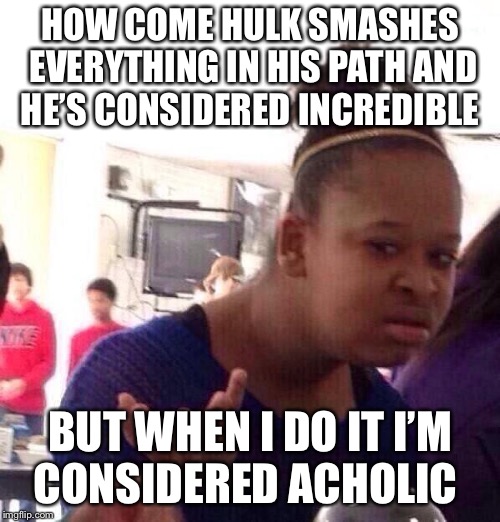 HOW COME HULK SMASHES
EVERYTHING IN HIS PATH AND
HE'S CONSIDERED INCREDIBLE
BUT WHEN I DO IT I'M
CONSIDERED ACHOLIC
imgflip.com